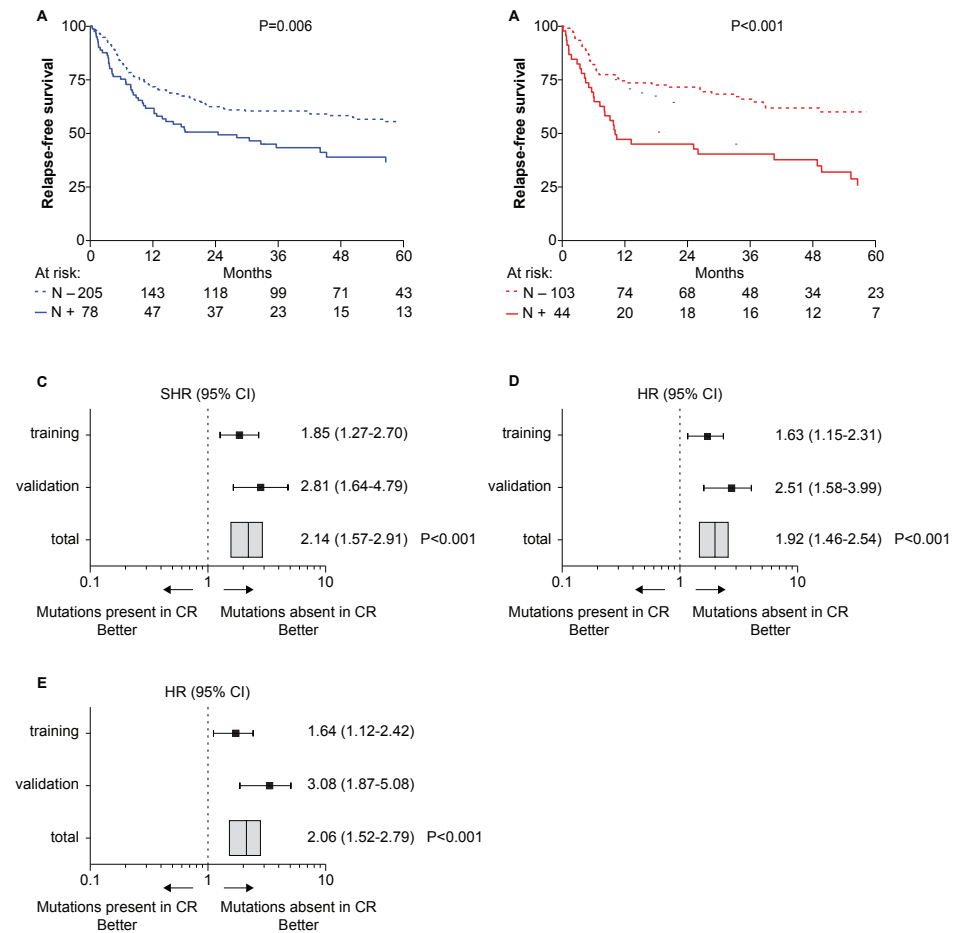 A
P=0.006
100
75
50
25
0
Relapse-free survival
0 12 24 36 48 60
At risk: Months
N – 205 143 118 99 71 43
N + 78 47 37 23 15 13
A
P<0.001
100
75
50
25
0
Relapse-free survival
0 12 24 36 48 60
At risk: Months
N – 103 74 68 48 34 23
N + 44 20 18 16 12 7
C
SHR (95% CI)
training 1.85 (1.27-2.70)
validation 2.81 (1.64-4.79)
total 2.14 (1.57-2.91) P<0.001
0.1 1 10
Mutations present in CR Mutations absent in CR
Better Better
D
HR (95% CI)
training 1.63 (1.15-2.31)
validation 2.51 (1.58-3.99)
total 1.92 (1.46-2.54) P<0.001
0.1 1 10
Mutations present in CR Mutations absent in CR
Better Better
E
HR (95% CI)
training 1.64 (1.12-2.42)
validation 3.08 (1.87-5.08)
total 2.06 (1.52-2.79) P<0.001
0.1 1 10
Mutations present in CR Mutations absent in CR
Better Better